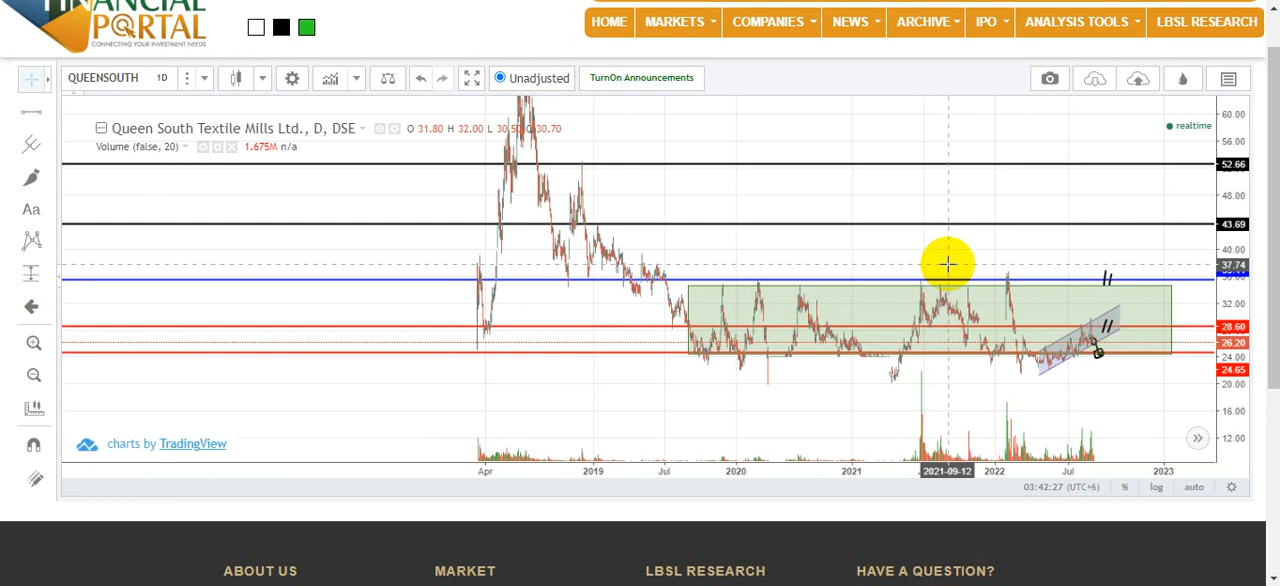 FINANCIAL
PORTAL
CONNECTING YOUR INVESTMENT NEEDS
HOME MARKETS COMPANIES NEWS ARCHIVE IPO ANALYSIS TOOLS LBSL RESEARCH
QUEENSOUTH 1D Unadjusted TurnOn Announcements
Queen South Textile Mills Ltd., D, DSE O 31.80 H 32.00 L 30.50 C 30.70
realtime
Volume (false, 20) 1.675M n/a
60.00
56.00
52.66
48.00
43.69
40.00
37.74
32.00
28.60
26.20
24.00
24.65
20.00
16.00
12.00
charts by TradingView
Apr 2019 Jul 2020 2021 2021-09-12 2022 Jul 2023
03:42:27 (UTC+6) % log auto
Aa
ABOUT US MARKET LBSL RESEARCH HAVE A QUESTION?